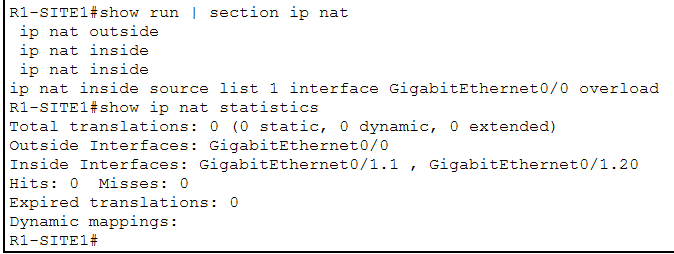 R1-SITE1#show run | section ip nat
 ip nat outside
 ip nat inside
 ip nat inside
ip nat inside source list 1 interface GigabitEthernet0/0 overload
R1-SITE1#show ip nat statistics
Total translations: 0 (0 static, 0 dynamic, 0 extended)
Outside Interfaces: GigabitEthernet0/0
Inside Interfaces: GigabitEthernet0/1.1 , GigabitEthernet0/1.20
Hits: 0  Misses: 0
Expired translations: 0
Dynamic mappings:
R1-SITE1#